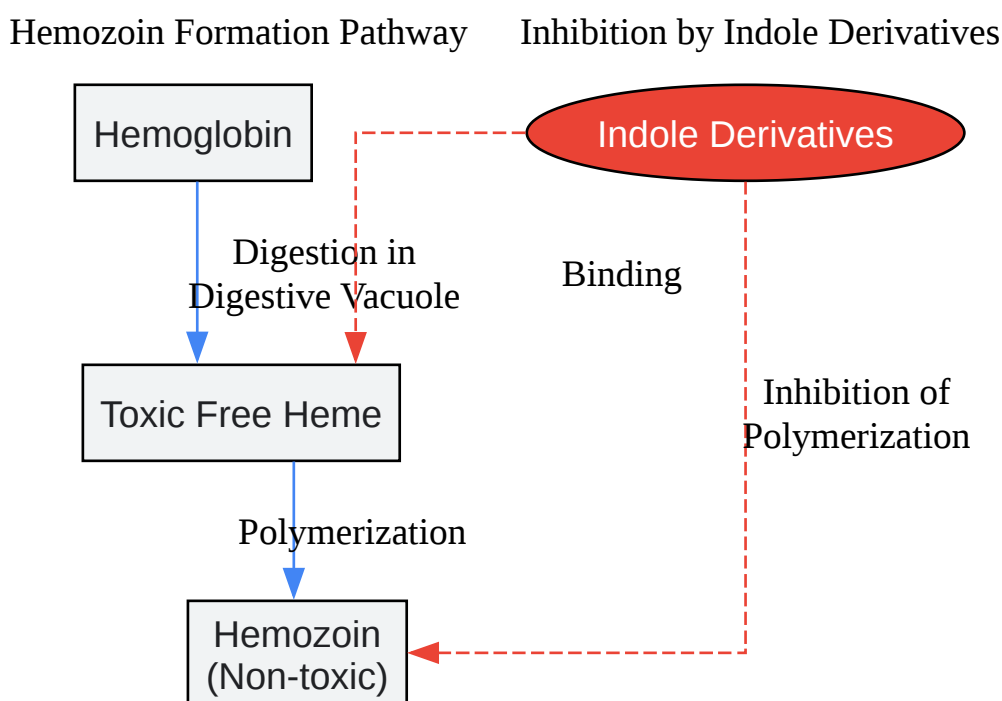 Hemozoin Formation Pathway
Inhibition by Indole Derivatives
Hemoglobin
Indole Derivatives
Digestion in
Digestive Vacuole
Binding
Toxic Free Heme
Inhibition of
Polymerization
Polymerization
Hemozoin
(Non-toxic)